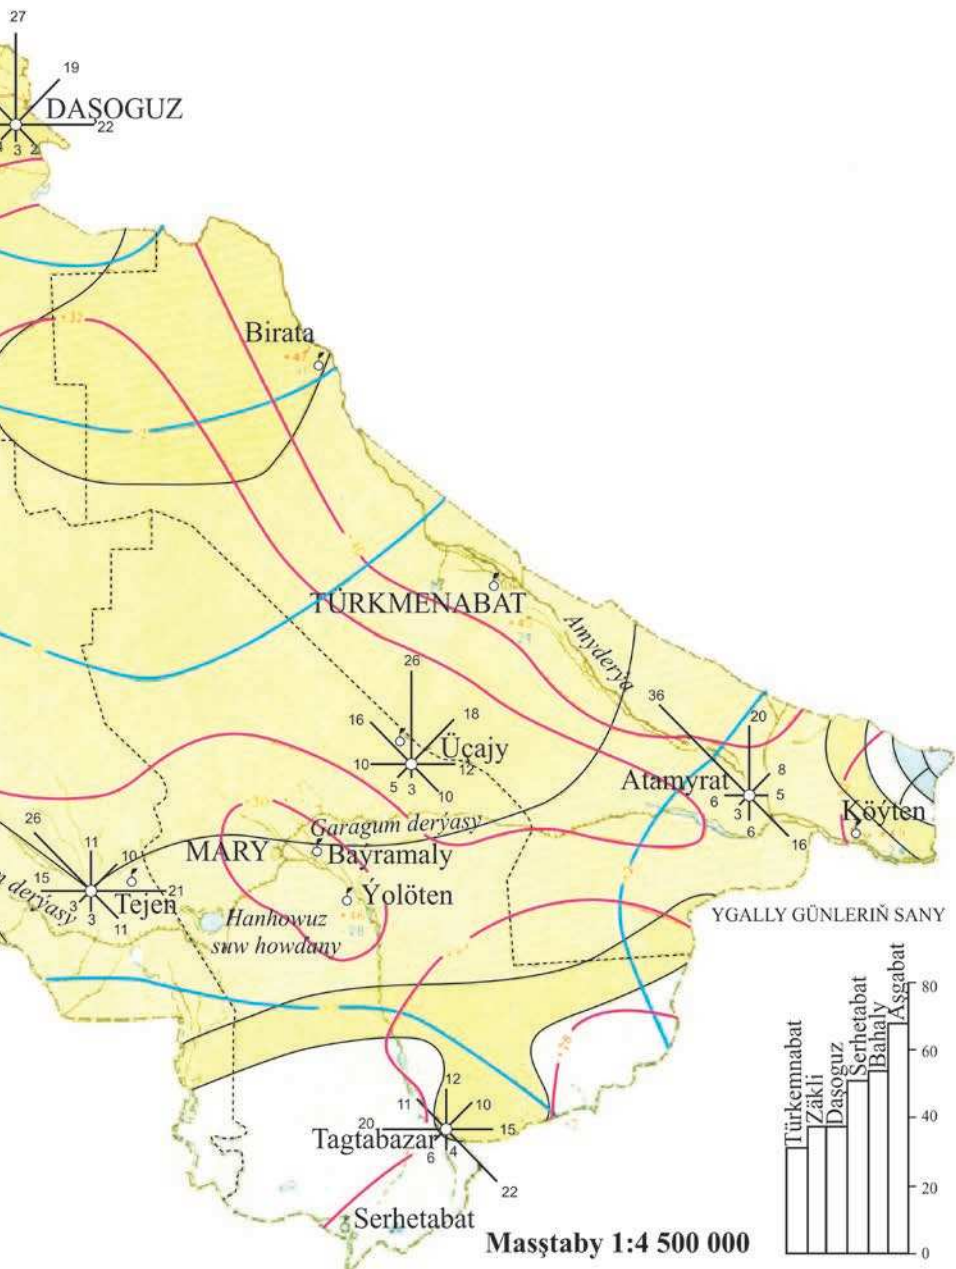 27
19
DAŞOGUZ
22
3
2
Birata
TÜRKMENABAT
Amyderýa
26
16
18
Üçajy
10
12
5
3
10
36
20
8
Atamyrat
6
5
3
6
16
Köýten
Garagum derýasy
MARY
Baýramaly
Ýolöten
Hanhowuz
suw howdany
26
11
10
15
21
Tejen
3
3
11
derýasy
YGALLY GÜNLERIŇ SANY
Türkemnabat
Zäkli
Daşoguz
Serhetabat
Bahaly
Aşgabat
80
60
40
20
0
12
11
10
20
15
Tagtabazar
6
4
22
Serhetabat
Masştaby 1:4 500 000